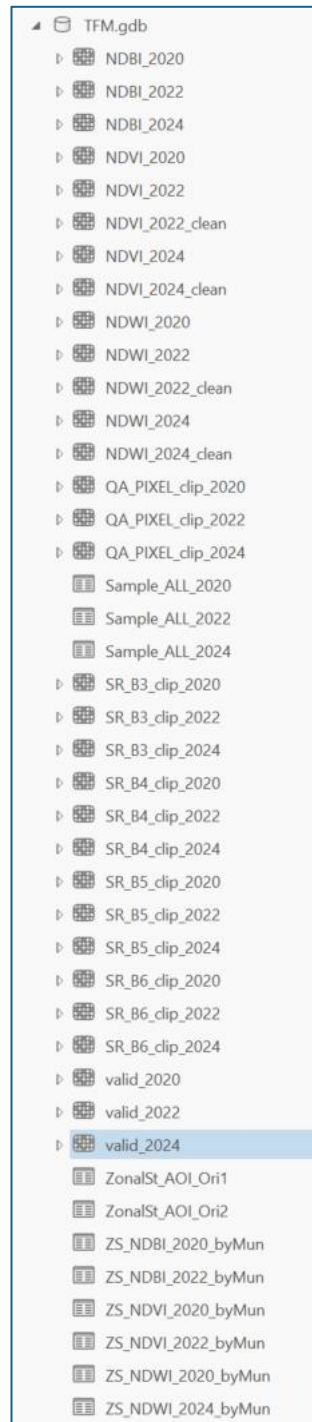 TFM.gdb
NDBI_2020
NDBI_2022
NDBI_2024
NDVI_2020
NDVI_2022
NDVI_2022_clean
NDVI_2024
NDVI_2024_clean
NDWI_2020
NDWI_2022
NDWI_2022_clean
NDWI_2024
NDWI_2024_clean
QA_PIXEL_clip_2020
QA_PIXEL_clip_2022
QA_PIXEL_clip_2024
Sample_ALL_2020
Sample_ALL_2022
Sample_ALL_2024
SR_B3_clip_2020
SR_B3_clip_2022
SR_B3_clip_2024
SR_B4_clip_2020
SR_B4_clip_2022
SR_B4_clip_2024
SR_B5_clip_2020
SR_B5_clip_2022
SR_B5_clip_2024
SR_B6_clip_2020
SR_B6_clip_2022
SR_B6_clip_2024
valid_2020
valid_2022
valid_2024
ZonalSt_AOI_Ori1
ZonalSt_AOI_Ori2
ZS_NDBI_2020_byMun
ZS_NDBI_2022_byMun
ZS_NDVI_2020_byMun
ZS_NDVI_2022_byMun
ZS_NDWI_2020_byMun
ZS_NDWI_2024_byMun